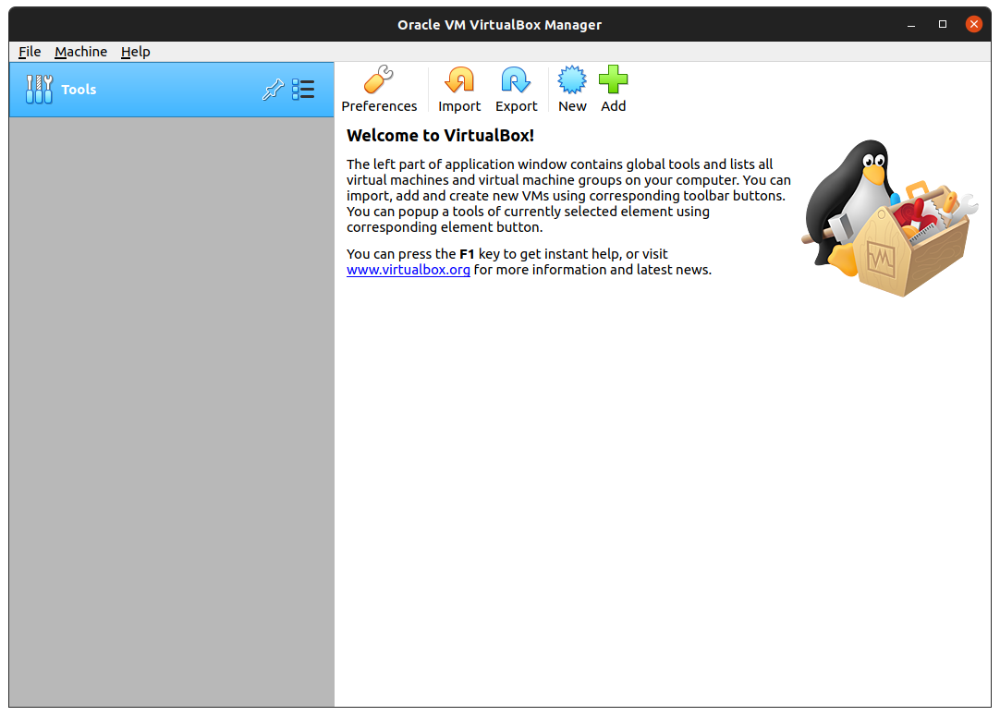 Oracle VM VirtualBox Manager
File Machine Help
Tools
Preferences Import Export New Add
Welcome to VirtualBox!
The left part of application window contains global tools and lists all
virtual machines and virtual machine groups on your computer. You can
import, add and create new VMs using corresponding toolbar buttons.
You can popup a tools of currently selected element using
corresponding element button.
You can press the F1 key to get instant help, or visit
www.virtualbox.org for more information and latest news.